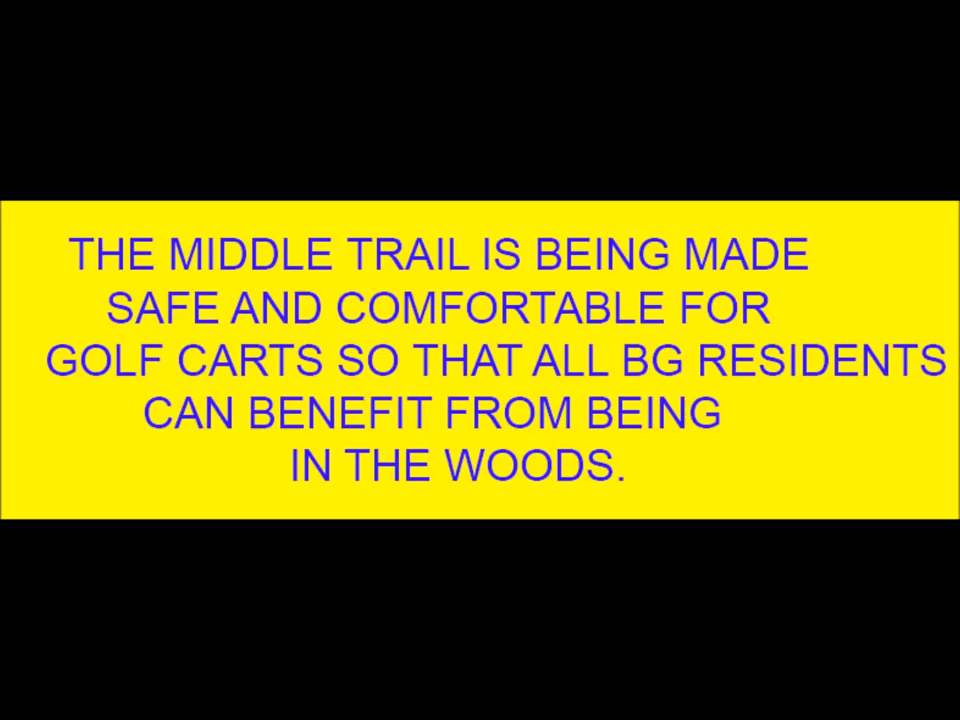 THE MIDDLE TRAIL IS BEING MADE
SAFE AND COMFORTABLE FOR
GOLF CARTS SO THAT ALL BG RESIDENTS
CAN BENEFIT FROM BEING
IN THE WOODS.